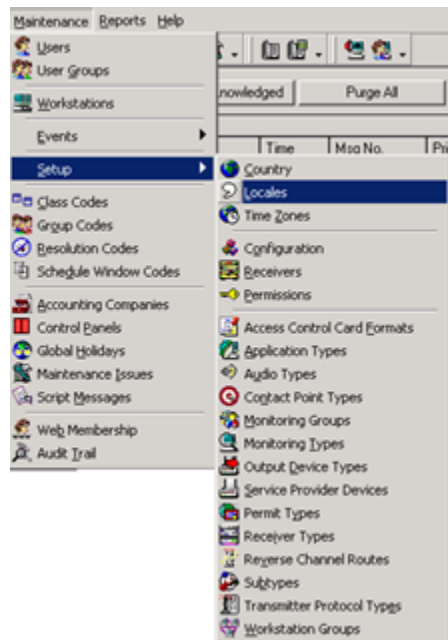 Maintenance Reports Help
Users
User Groups
Workstations
Events
Setup
Class Codes
Group Codes
Resolution Codes
Schedule Window Codes
Accounting Companies
Control Panels
Global Holidays
Maintenance Issues
Script Messages
Web Membership
Audit Trail
nowledged
Purge All
Time
Msg No.
Pri
Country
Locales
Time Zones
Configuration
Receivers
Permissions
Access Control Card Formats
Application Types
Audio Types
Contact Point Types
Monitoring Groups
Monitoring Types
Output Device Types
Service Provider Devices
Permit Types
Receiver Types
Reverse Channel Routes
Subtypes
Transmitter Protocol Types
Workstation Groups